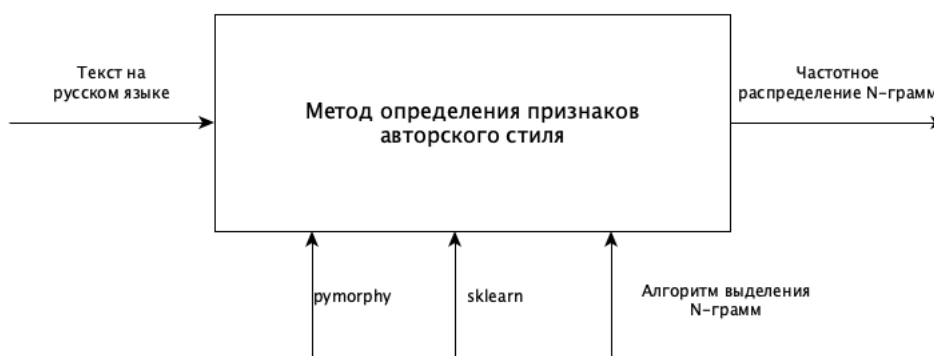 Текст на
русском языке
Метод определения признаков
авторского стиля
Частотное
распределение N-грамм
pymorphy
sklearn
Алгоритм выделения
N-грамм